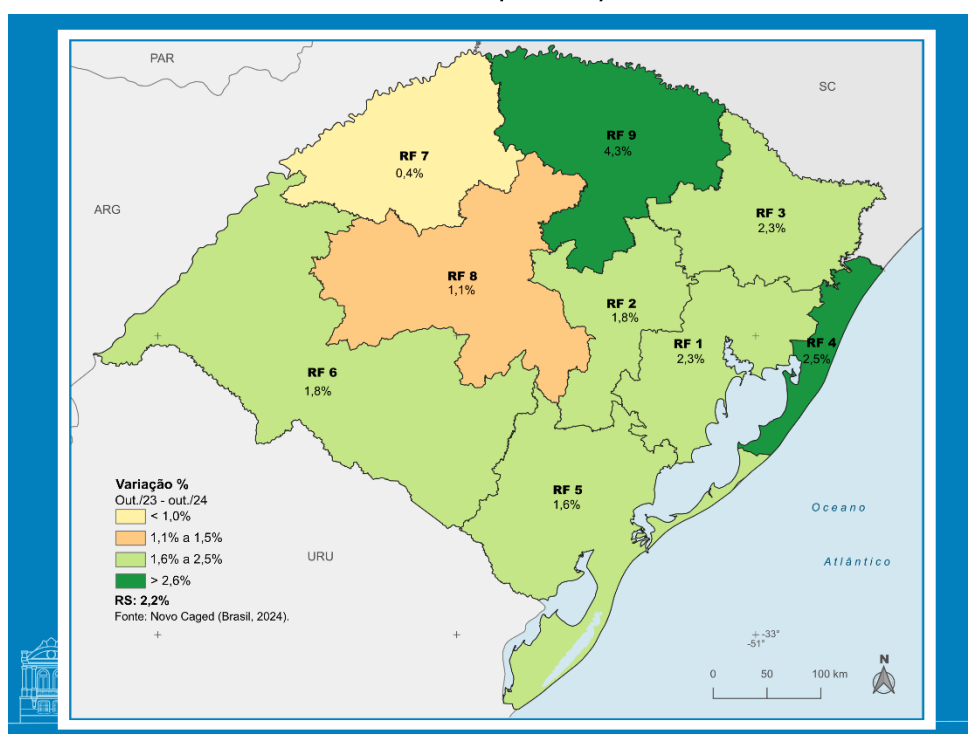 PAR
SC
RF 9
4,3%
RF 7
0,4%
ARG
RF 3
2,3%
RF 8
1,1%
RF 2
1,8%
RF 1
2,3%
RF 4
2,5%
RF 6
1,8%
RF 5
1,6%
Oceano
Atlântico
URU
Variação %
Out./23 - out./24
< 1,0%
1,1% a 1,5%
1,6% a 2,5%
> 2,6%
RS: 2,2%
Fonte: Novo Caged (Brasil, 2024).
-33°
-51°
N
0 50 100 km